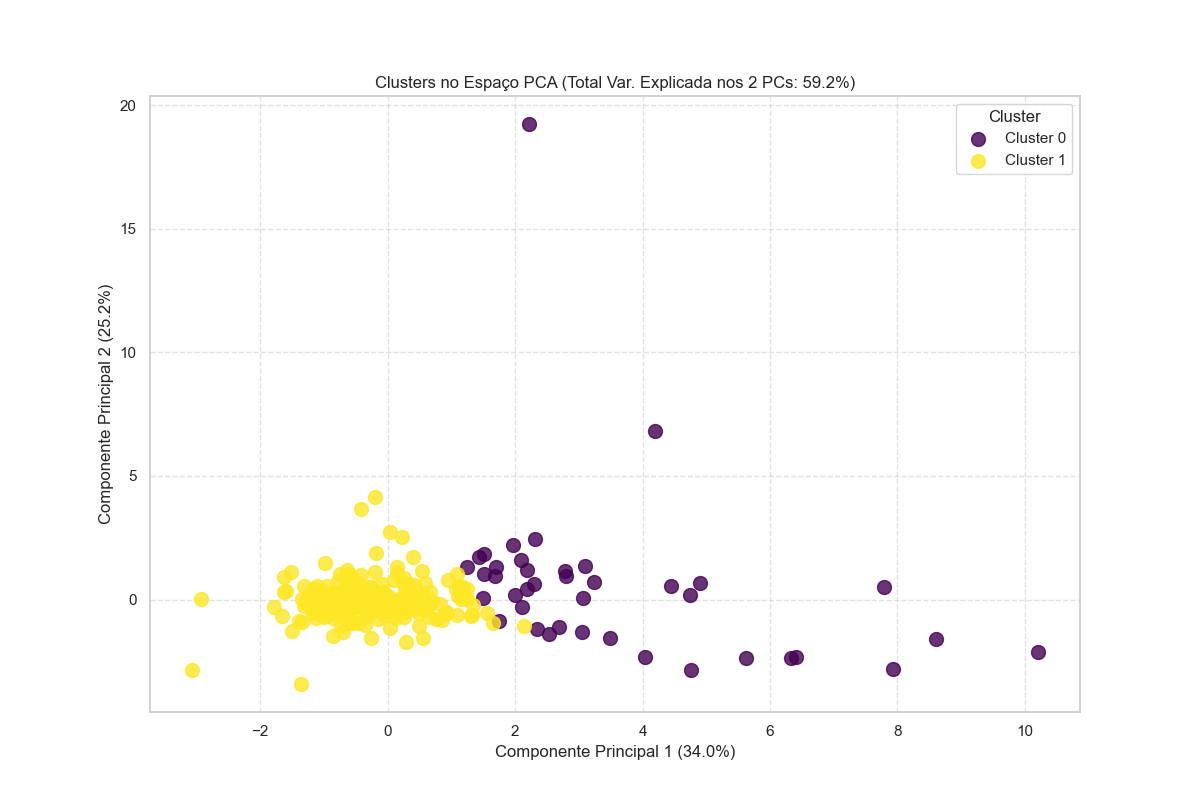 Clusters no Espaço PCA (Total Var. Explicada nos 2 PCs: 59.2%)
Cluster
Cluster 0
Cluster 1
Componente Principal 2 (25.2%)
20
15
10
5
0
−2
0
2
4
6
8
10
Componente Principal 1 (34.0%)